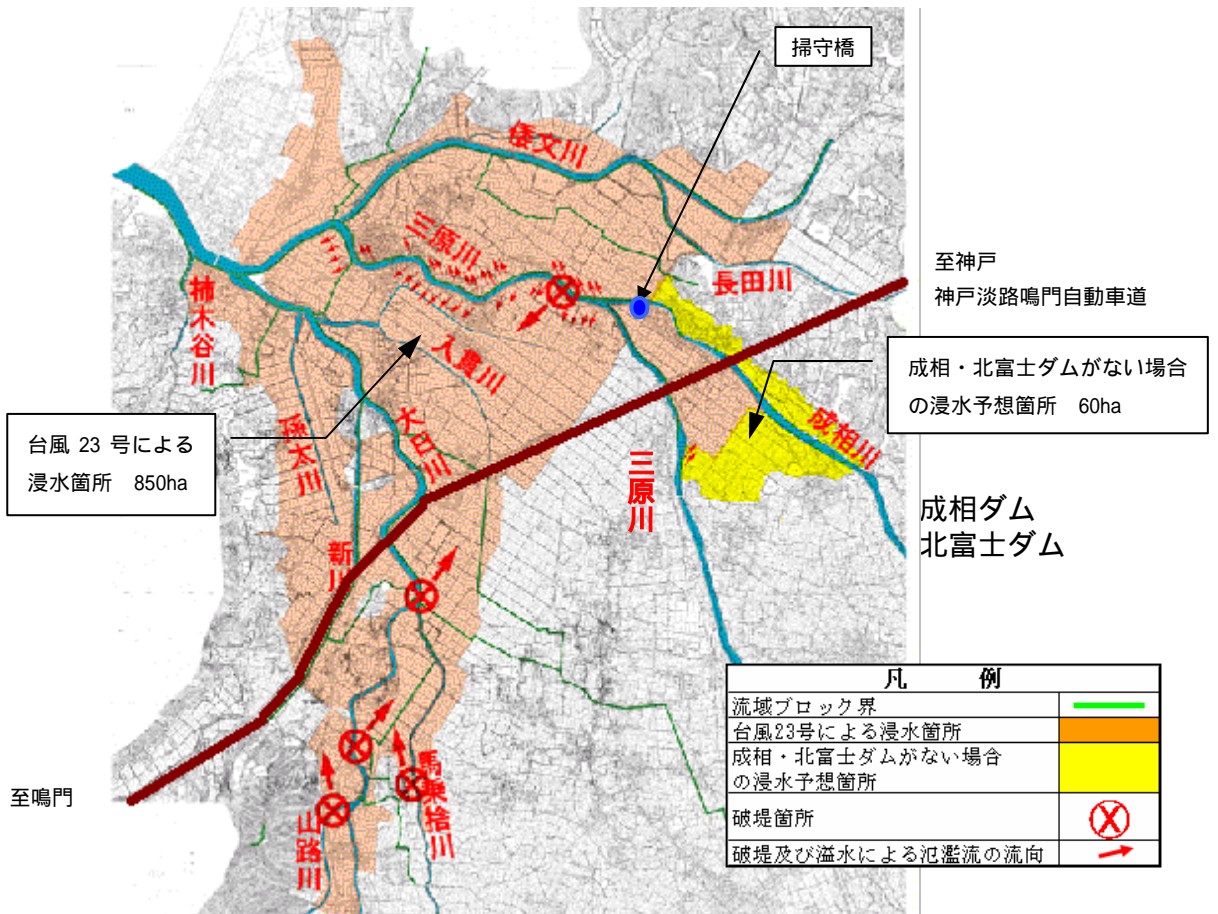 掃守橋
倭文川
三原川
長田川
至神戸
神戸淡路鳴門自動車道
柿木谷川
入貫川
成相・北富士ダムがない場合
の浸水予想箇所 60ha
台風 23 号による
浸水箇所 850ha
孫太川
大日川
成相川
三原川
成相ダム
北富士ダム
新川
至鳴門
馬乗捨川
山路川
凡 例
流域ブロック界
台風23号による浸水箇所
成相・北富士ダムがない場合
の浸水予想箇所
破堤箇所
破堤及び溢水による氾濫流の流向